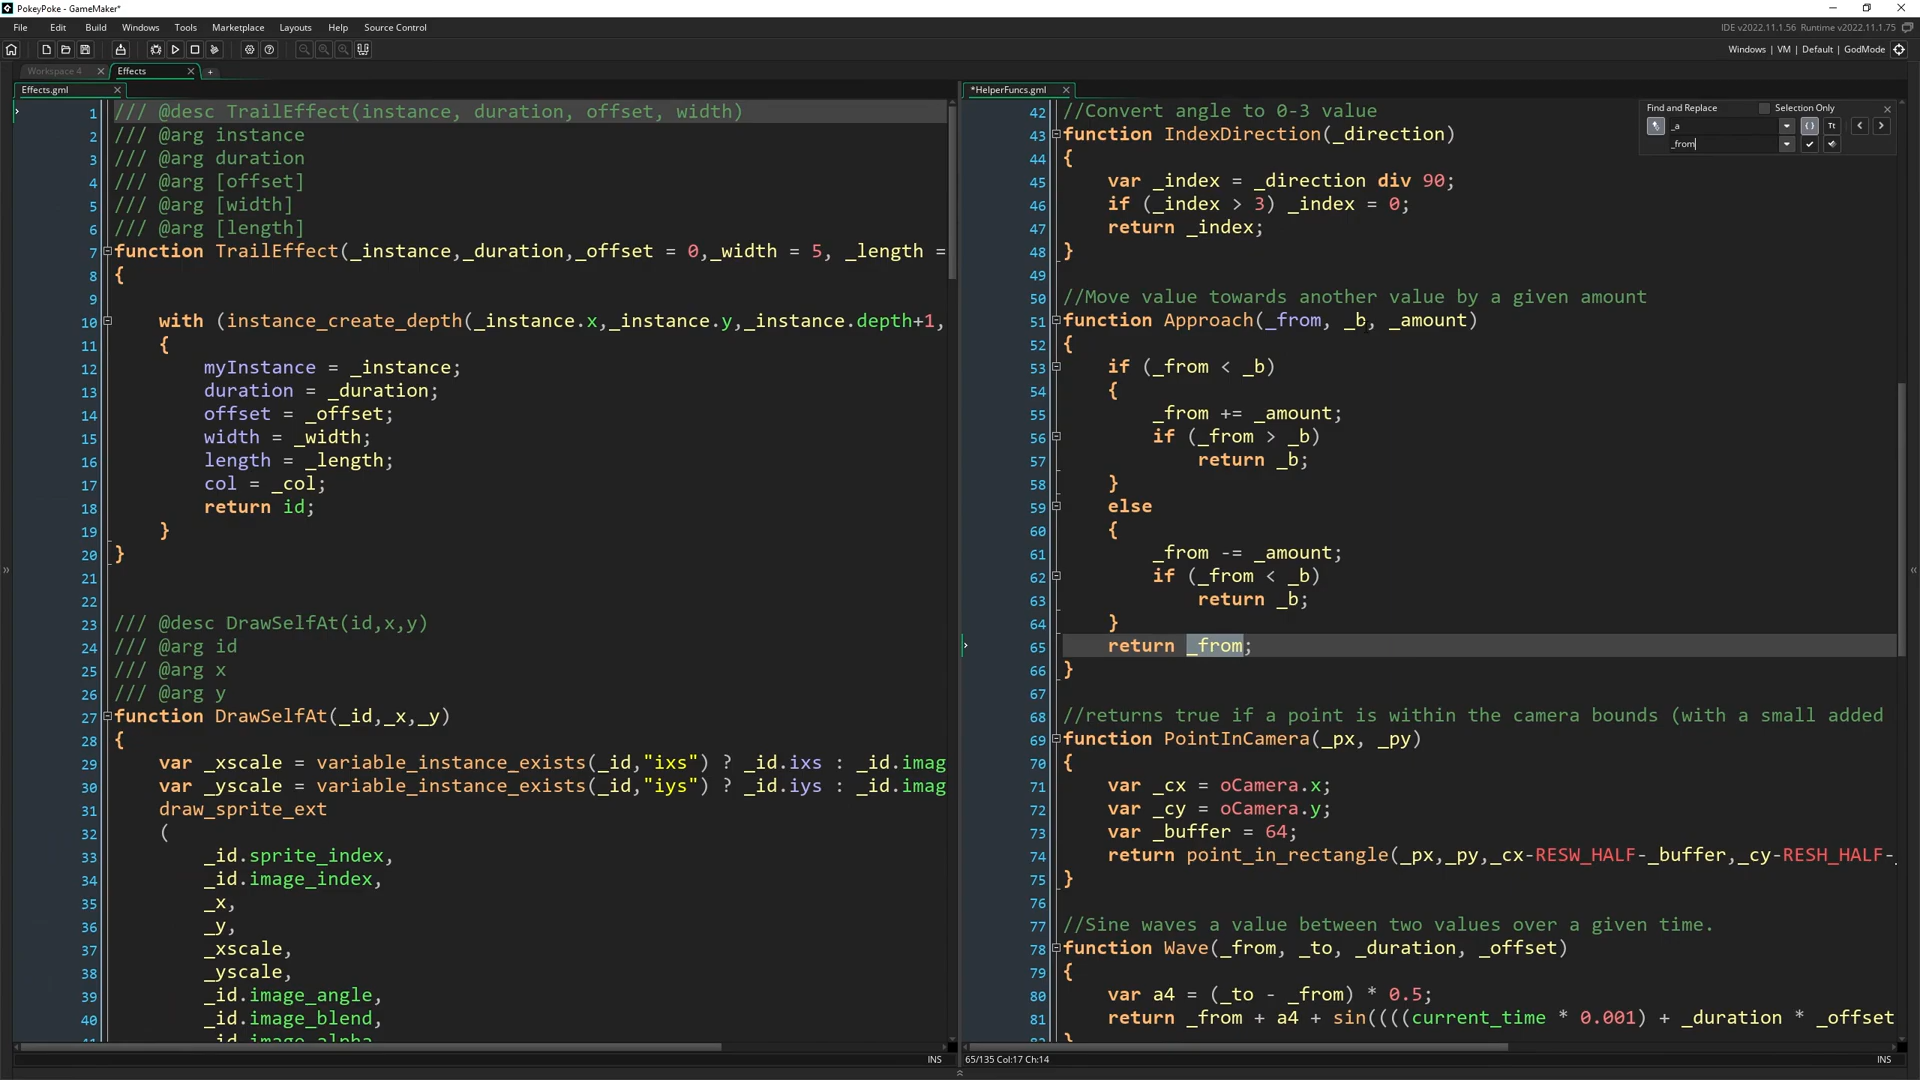 PokeyPoke - GameMaker*
File Edit Build Windows Tools Marketplace Layouts Help Source Control
IDE v2022.11.1.56 Runtime v2022.11.1.75
Windows | VM | Default | GodMode
Workspace 4 Effects +
Effects.gml
1 /// @desc TrailEffect(instance, duration, offset, width)
2 /// @arg instance
3 /// @arg duration
4 /// @arg [offset]
5 /// @arg [width]
6 /// @arg [length]
7 function TrailEffect(_instance,_duration,_offset = 0,_width = 5, _length =
8 {
9
10 with (instance_create_depth(_instance.x,_instance.y,_instance.depth+1,
11 {
12 myInstance = _instance;
13 duration = _duration;
14 offset = _offset;
15 width = _width;
16 length = _length;
17 col = _col;
18 return id;
19 }
20 }
21
22
23 /// @desc DrawSelfAt(id,x,y)
24 /// @arg id
25 /// @arg x
26 /// @arg y
27 function DrawSelfAt(_id,_x,_y)
28 {
29 var _xscale = variable_instance_exists(_id,"ixs") ? _id.ixs : _id.imag
30 var _yscale = variable_instance_exists(_id,"iys") ? _id.iys : _id.imag
31 draw_sprite_ext
32 (
33 _id.sprite_index,
34 _id.image_index,
35 _x,
36 _y,
37 _xscale,
38 _yscale,
39 _id.image_angle,
40 _id.image_blend,
41 _id.image_alpha
INS
*HelperFuncs.gml
Find and Replace Selection Only
_a
_from
42 //Convert angle to 0-3 value
43 function IndexDirection(_direction)
44 {
45 var _index = _direction div 90;
46 if (_index > 3) _index = 0;
47 return _index;
48 }
49
50 //Move value towards another value by a given amount
51 function Approach(_from, _b, _amount)
52 {
53 if (_from < _b)
54 {
55 _from += _amount;
56 if (_from > _b)
57 return _b;
58 }
59 else
60 {
61 _from -= _amount;
62 if (_from < _b)
63 return _b;
64 }
65 return _from;
66 }
67
68 //returns true if a point is within the camera bounds (with a small added
69 function PointInCamera(_px, _py)
70 {
71 var _cx = oCamera.x;
72 var _cy = oCamera.y;
73 var _buffer = 64;
74 return point_in_rectangle(_px,_py,_cx-RESW_HALF-_buffer,_cy-RESH_HALF-_
75 }
76
77 //Sine waves a value between two values over a given time.
78 function Wave(_from, _to, _duration, _offset)
79 {
80 var a4 = (_to - _from) * 0.5;
81 return _from + a4 + sin((((current_time * 0.001) + _duration * _offset
82 }
65/135 Col:17 Ch:14
INS